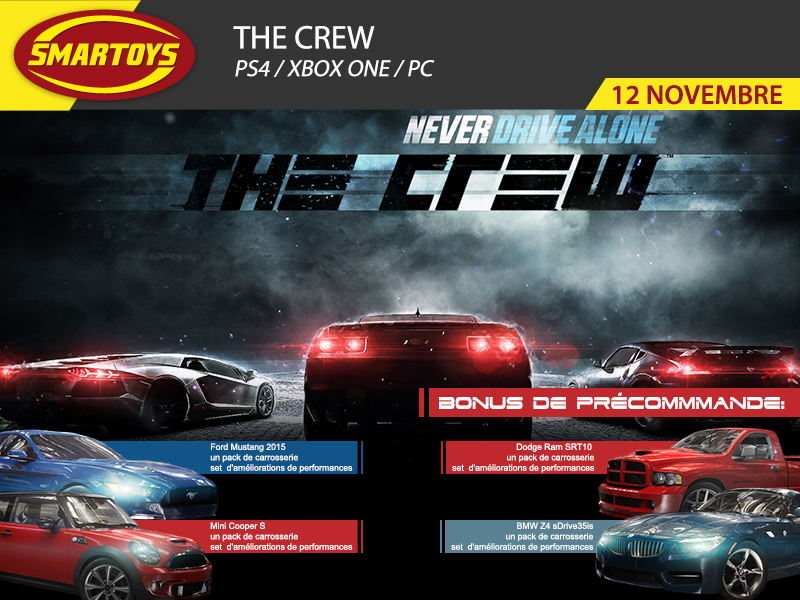 SMARTOYS
THE CREW
PS4 / XBOX ONE / PC
12 NOVEMBRE
NEVER DRIVE ALONE
THE CREW™
BONUS DE PRÉCOMMMANDE:
Ford Mustang 2015
un pack de carrosserie
set d'améliorations de performances
Dodge Ram SRT10
un pack de carrosserie
set d'améliorations de performances
Mini Cooper S
un pack de carrosserie
set d'améliorations de performances
BMW Z4 sDrive35is
un pack de carrosserie
set d'améliorations de performances